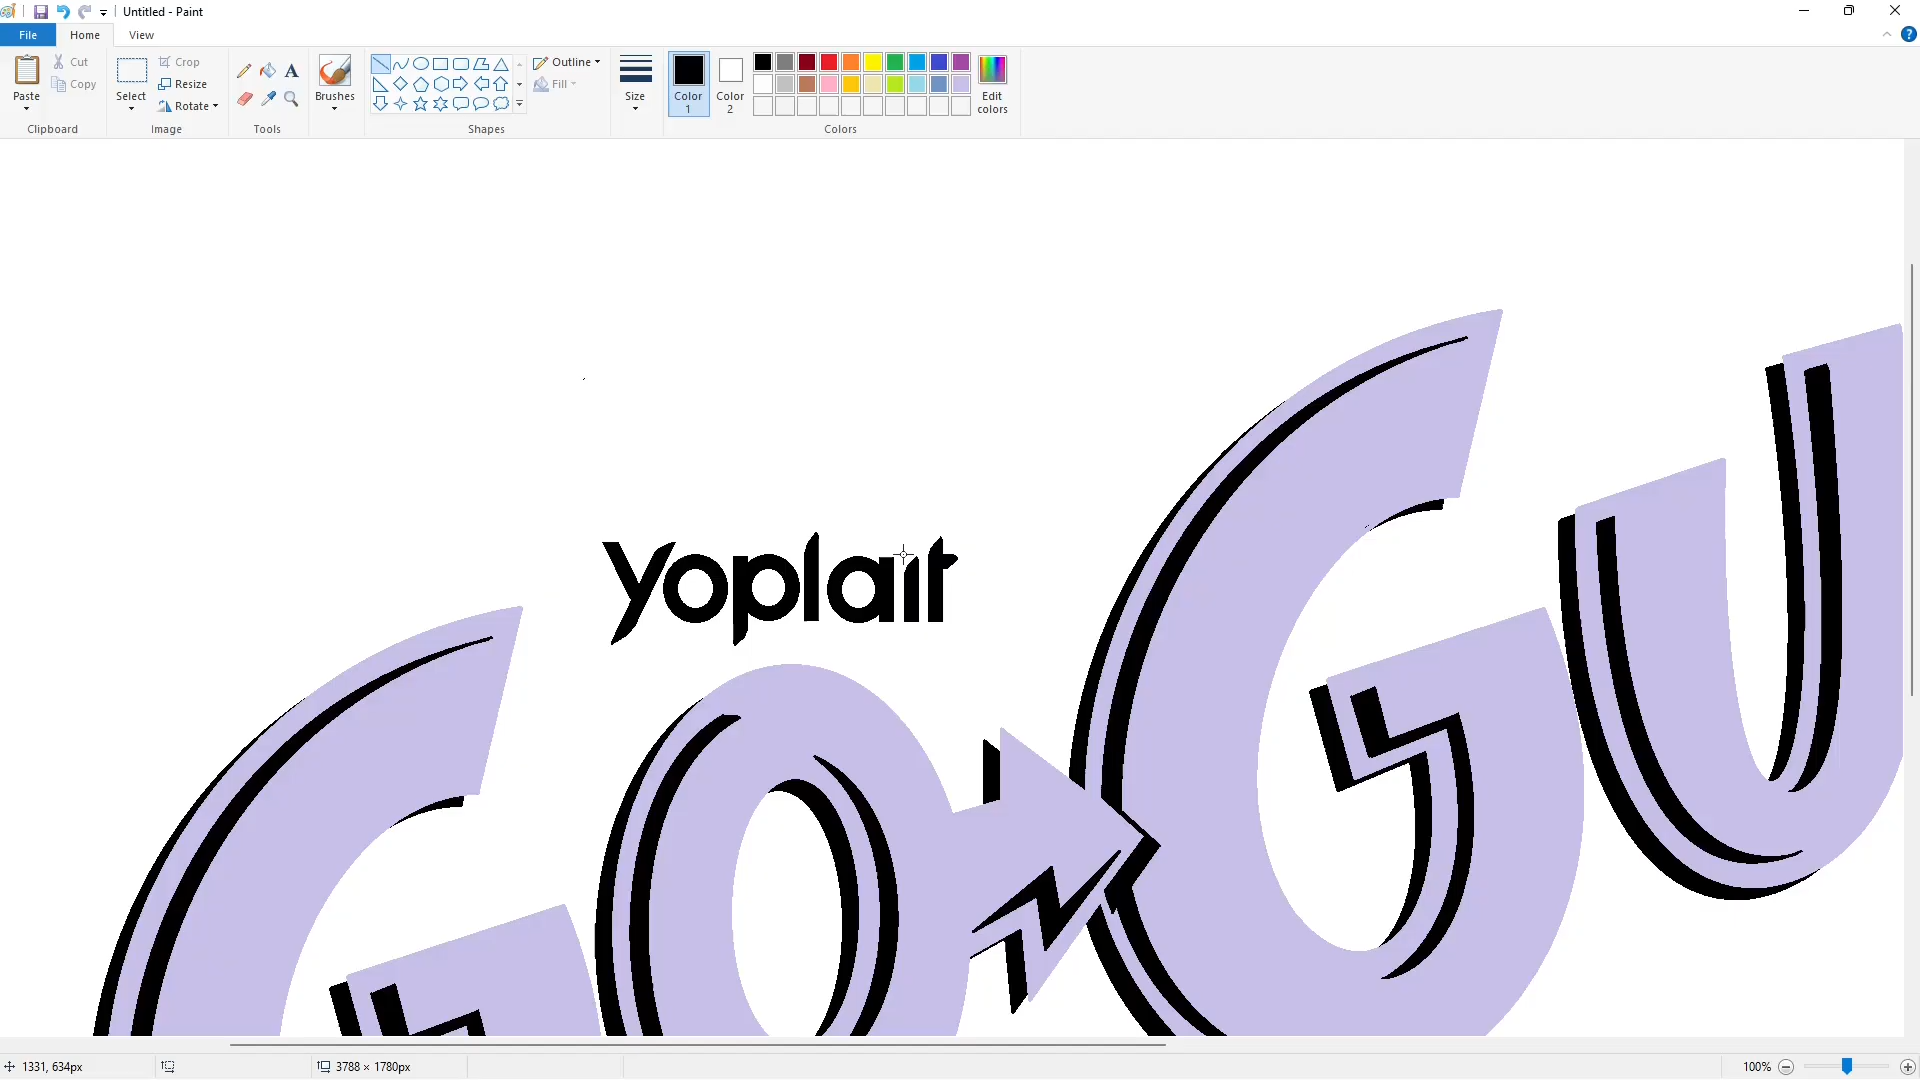 Untitled - Paint
File Home View
Paste
Cut
Copy
Clipboard
Select
Crop
Resize
Rotate
Image
Tools
Brushes
Shapes
Outline
Fill
Size
Color 1
Color 2
Edit colors
Colors
yoplait
GO GU
1331, 634px
3788 × 1780px
100%